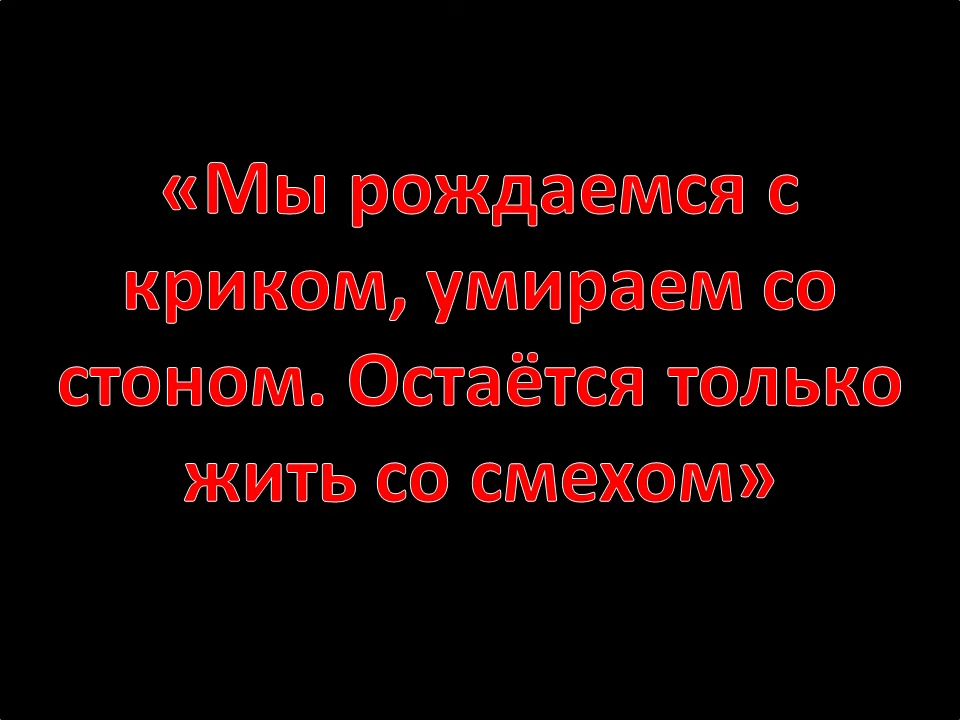 «Мы рождаемся с
криком, умираем со
стоном. Остаётся только
жить со смехом»